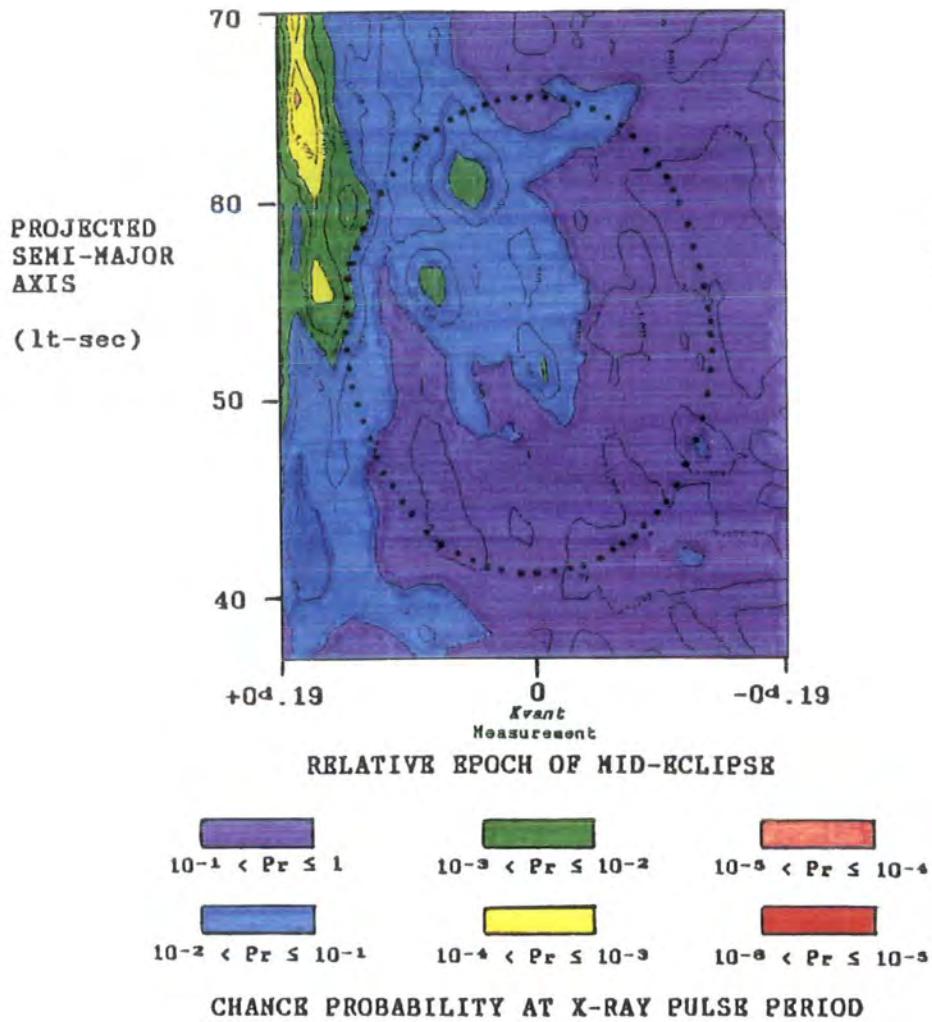 70
60
50
40
PROJECTED
SEMI-MAJOR
AXIS
(lt-sec)
+0d.19
0
-0d.19
Kvant
Measurement
RELATIVE EPOCH OF MID-ECLIPSE
10⁻¹ < Pr ≤ 1
10⁻³ < Pr ≤ 10⁻²
10⁻⁵ < Pr ≤ 10⁻⁴
10⁻² < Pr ≤ 10⁻¹
10⁻⁴ < Pr ≤ 10⁻³
10⁻⁶ < Pr ≤ 10⁻⁵
CHANCE PROBABILITY AT X-RAY PULSE PERIOD